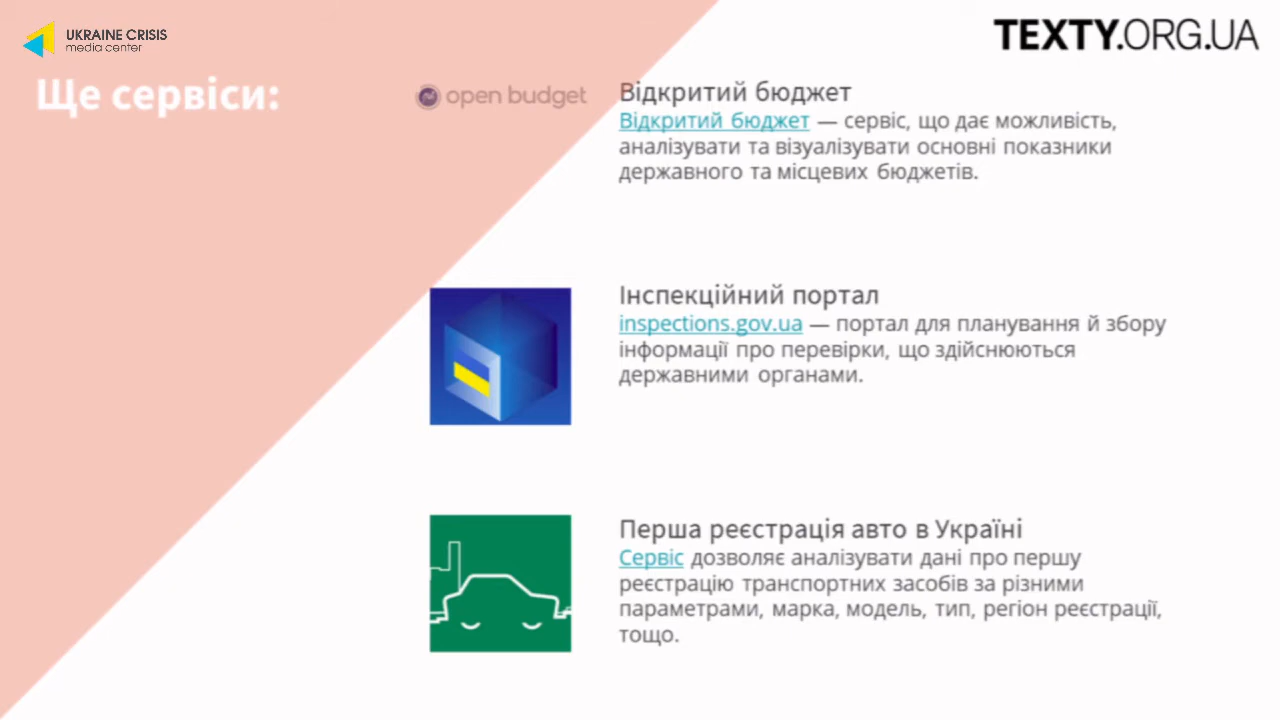 UKRAINE CRISIS
media center
TEXTY.ORG.UA
Ще сервіси:
open budget
Відкритий бюджет
Відкритий бюджет — сервіс, що дає можливість,
аналізувати та візуалізувати основні показники
державного та місцевих бюджетів.
Інспекційний портал
inspections.gov.ua — портал для планування й збору
інформації про перевірки, що здійснюються
державними органами.
Перша реєстрація авто в Україні
Сервіс дозволяє аналізувати дані про першу
реєстрацію транспортних засобів за різними
параметрами, марка, модель, тип, регіон реєстрації,
тощо.